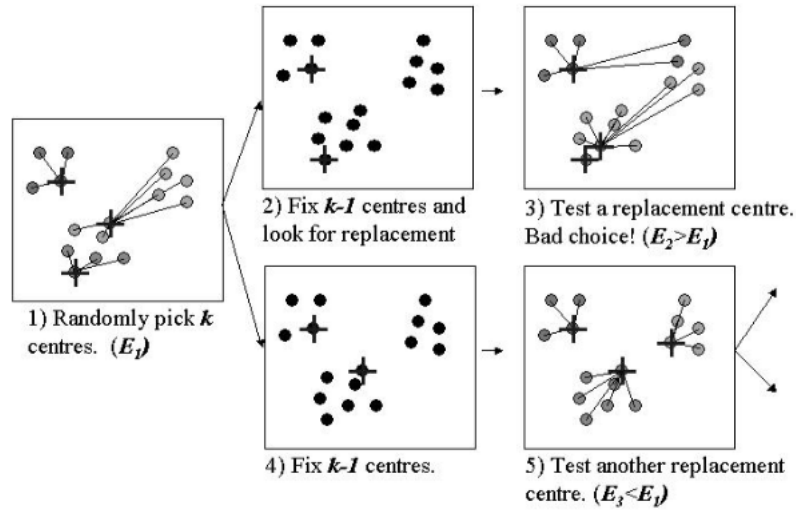 1) Randomly pick k
centres. (E1)
2) Fix k-1 centres and
look for replacement
3) Test a replacement centre.
Bad choice! (E2>E1)
4) Fix k-1 centres.
5) Test another replacement
centre. (E3<E1)